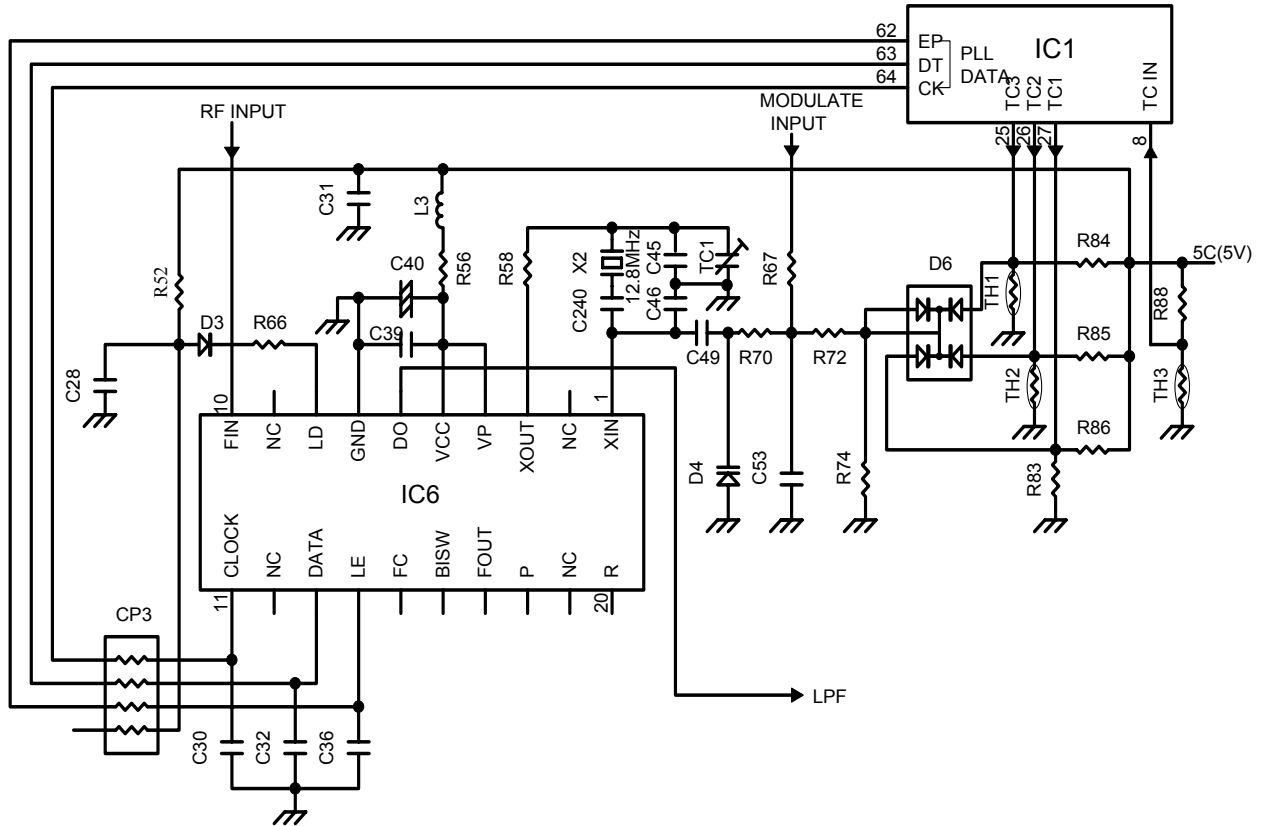 62
63
64
EP
DT
CK
PLL
DATA
IC1
TC3
TC2
TC1
TC IN
25
26
27
8
RF INPUT
MODULATE
INPUT
C31
L3
R52
C40
R56
R58
X2
12.8MHz
C45
TC1
R67
R84
5C(5V)
D6
TH1
R88
D3
R66
C39
C240
C46
C49
R70
R72
R85
C28
TH2
TH3
10
1
FIN
NC
LD
GND
DO
VCC
VP
XOUT
NC
XIN
R86
D4
C53
R74
R83
IC6
CLOCK
NC
DATA
LE
FC
BISW
FOUT
P
NC
R
11
20
CP3
LPF
C30
C32
C36